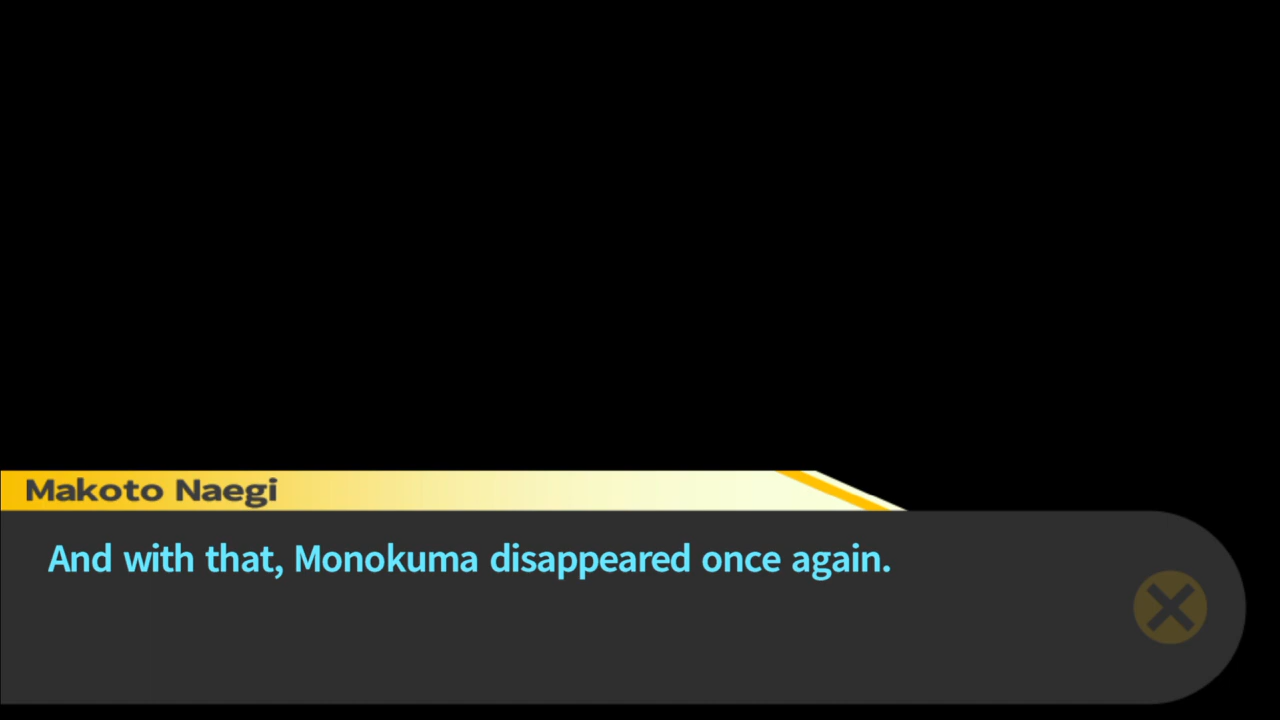 Makoto Naegi
And with that, Monokuma disappeared once again.